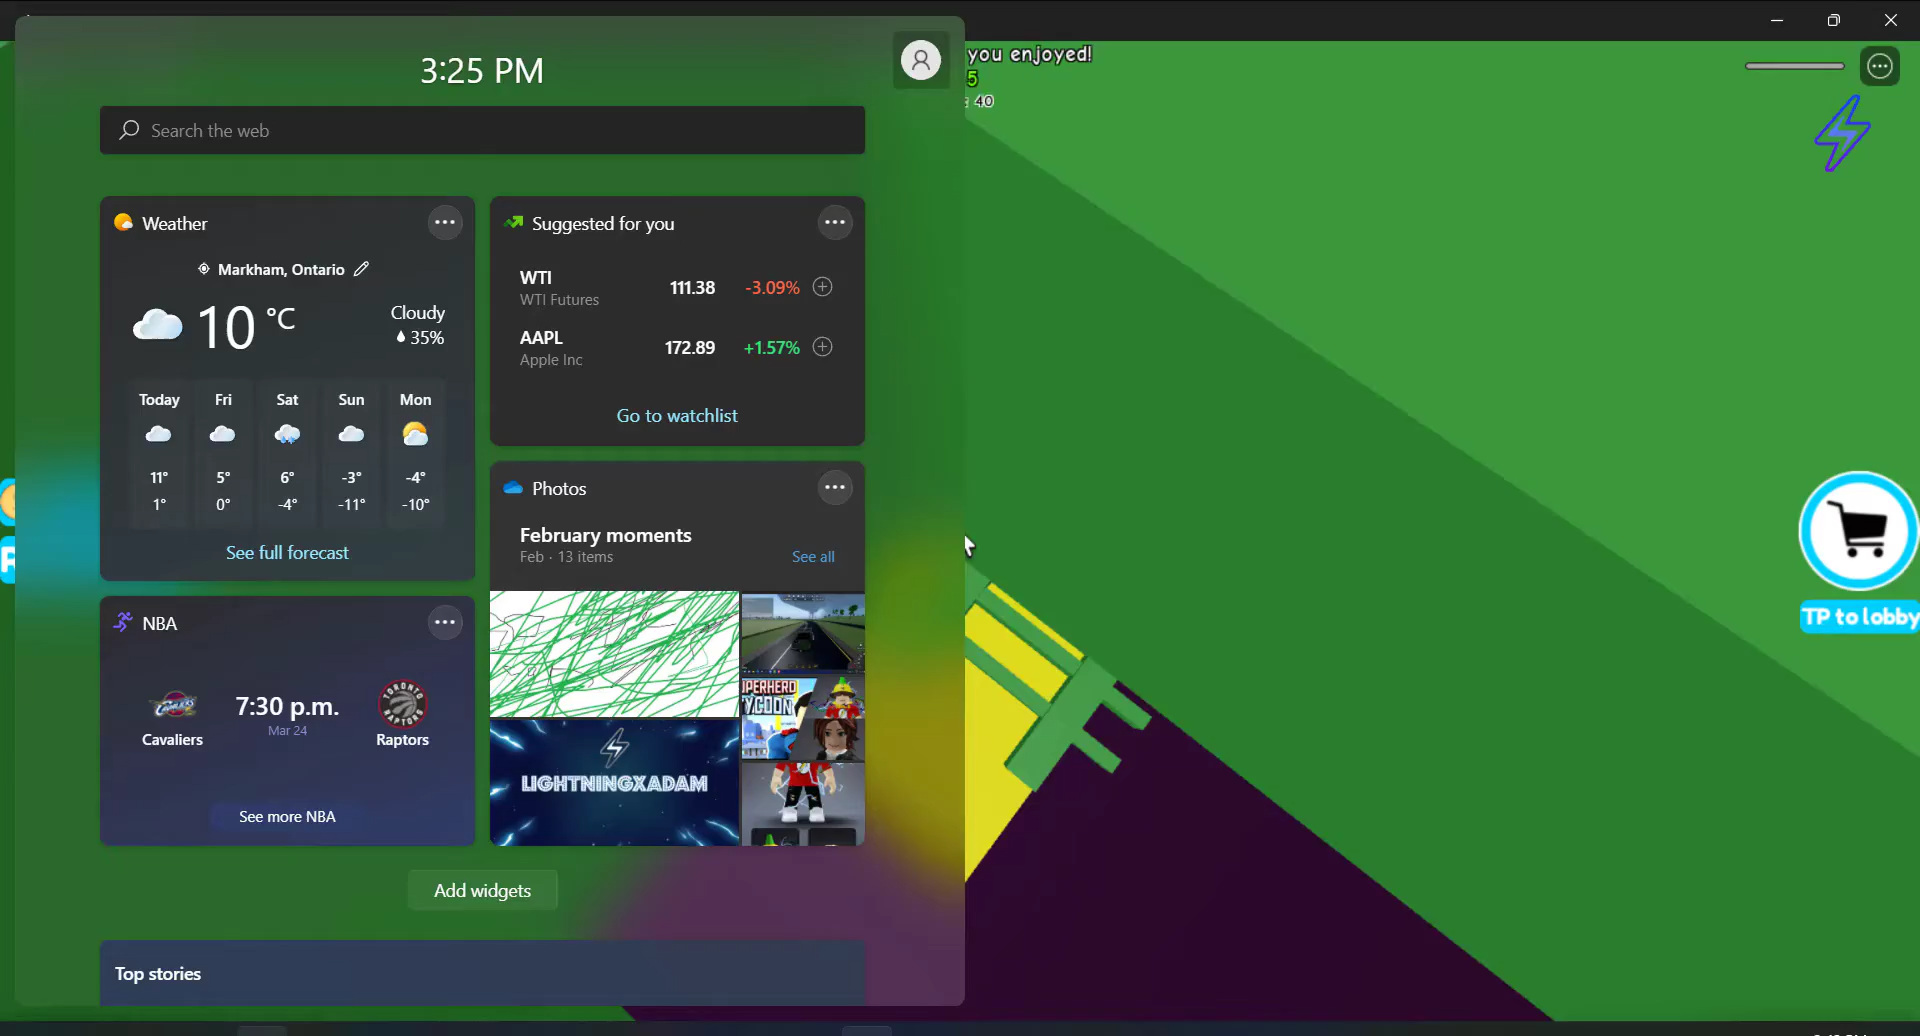 3:25 PM
Search the web
Weather
Markham, Ontario
10 °C
Cloudy
35%
Today Fri Sat Sun Mon
11° 5° 6° -3° -4°
1° 0° -4° -11° -10°
See full forecast
NBA
7:30 p.m.
Mar 24
Cavaliers
RAPTORS
TORONTO
Raptors
See more NBA
Suggested for you
WTI
WTI Futures
111.38 -3.09%
AAPL
Apple Inc
172.89 +1.57%
Go to watchlist
Photos
February moments
Feb · 13 items
See all
LIGHTNINGXADAM
Add widgets
Top stories
you enjoyed!
5
: 40
TP to lobby